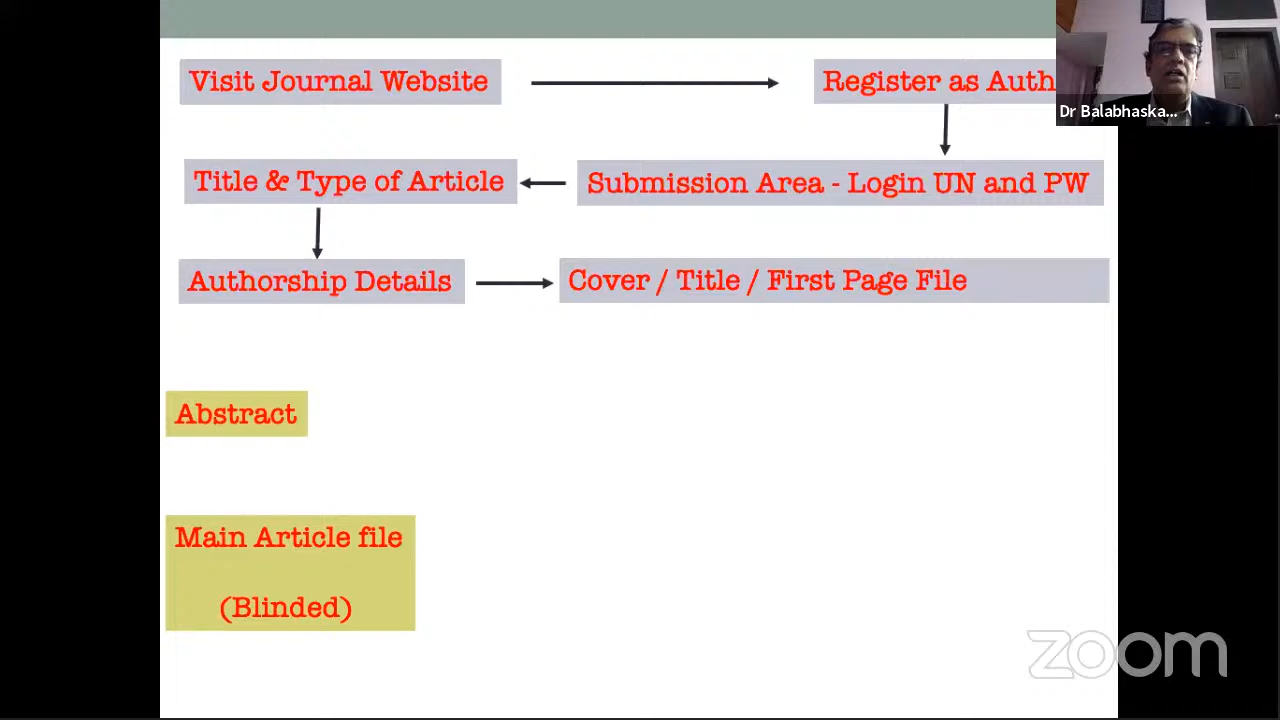 Visit Journal Website
Register as Auth
Dr Balabhaska...
Title & Type of Article
Submission Area - Login UN and PW
Authorship Details
Cover / Title / First Page File
Abstract
Main Article file
(Blinded)
zoom